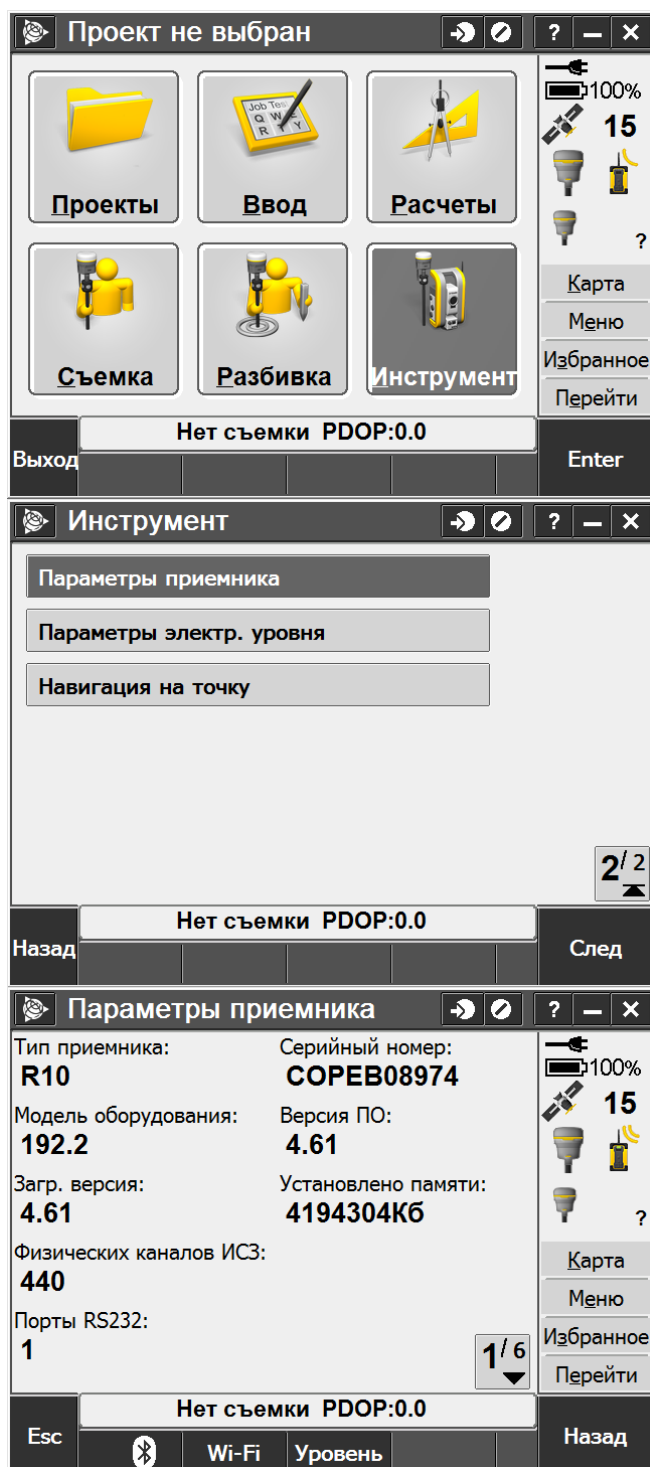 Проект не выбран
? – ×
100%
15
Job Test
Проекты Ввод Расчеты
?
Карта
Меню
Съемка Разбивка Инструмент
Избранное
Перейти
Нет съемки PDOP:0.0
Выход Enter
Инструмент
? – ×
Параметры приемника
Параметры электр. уровня
Навигация на точку
2/2
Нет съемки PDOP:0.0
Назад След
Параметры приемника
? – ×
Тип приемника: Серийный номер:
R10 COPEB08974
100%
15
Модель оборудования: Версия ПО:
192.2 4.61
Загр. версия: Установлено памяти:
4.61 4194304Кб
?
Физических каналов ИСЗ:
440
Карта
Меню
Порты RS232:
1
1/6
Избранное
Перейти
Нет съемки PDOP:0.0
Esc Wi-Fi Уровень Назад